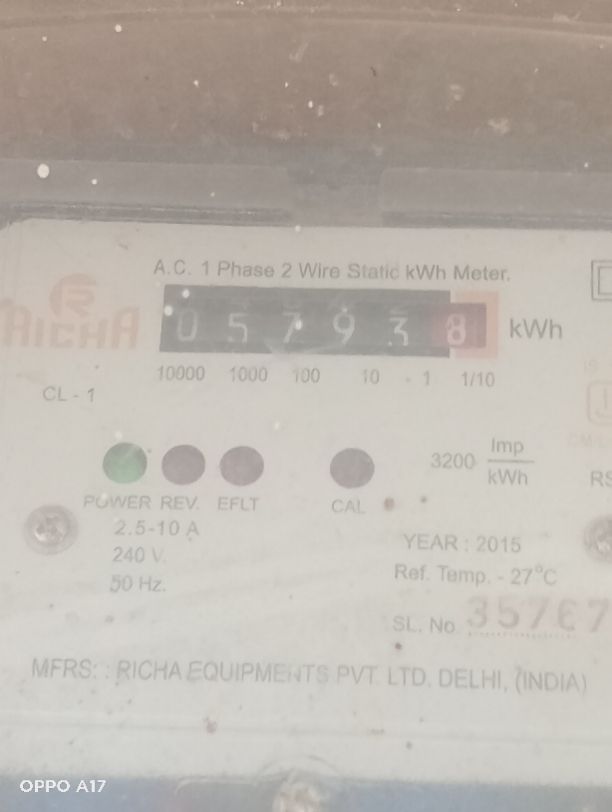 A.C. 1 Phase 2 Wire Static kWh Meter.
RICHA
0 5 7 9 3 8 kWh
10000 1000 100 10 1 1/10
CL - 1
3200 Imp
kWh
RS
POWER REV. EFLT CAL
2.5-10 A
240 V.
50 Hz.
YEAR : 2015
Ref. Temp. - 27°C
SL. No. 35767
MFRS: : RICHA EQUIPMENTS PVT. LTD. DELHI, (INDIA)
OPPO A17